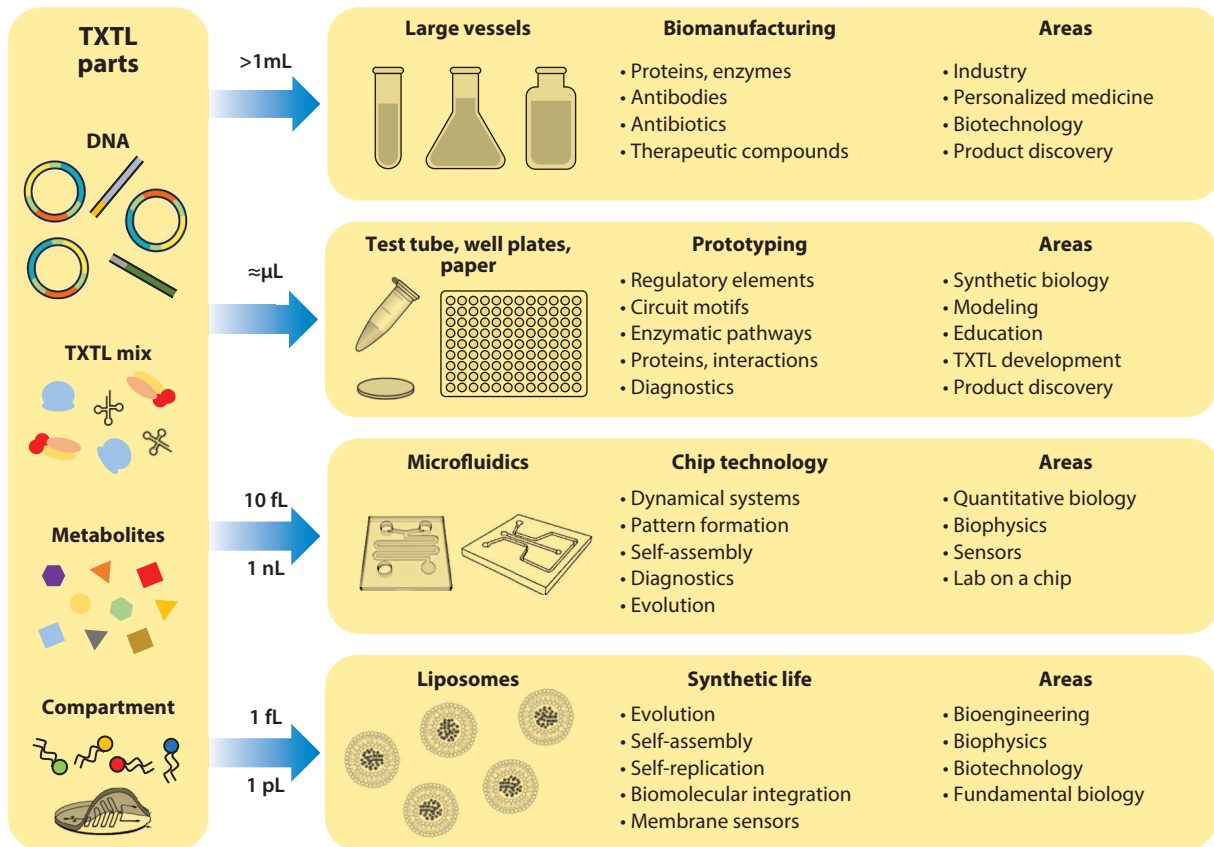 TXTL
parts
DNA
TXTL mix
Metabolites
Compartment
>1mL
Large vessels
Biomanufacturing
• Proteins, enzymes
• Antibodies
• Antibiotics
• Therapeutic compounds
Areas
• Industry
• Personalized medicine
• Biotechnology
• Product discovery
≈μL
Test tube, well plates,
paper
Prototyping
• Regulatory elements
• Circuit motifs
• Enzymatic pathways
• Proteins, interactions
• Diagnostics
Areas
• Synthetic biology
• Modeling
• Education
• TXTL development
• Product discovery
10 fL
1 nL
Microfluidics
Chip technology
• Dynamical systems
• Pattern formation
• Self-assembly
• Diagnostics
• Evolution
Areas
• Quantitative biology
• Biophysics
• Sensors
• Lab on a chip
1 fL
1 pL
Liposomes
Synthetic life
• Evolution
• Self-assembly
• Self-replication
• Biomolecular integration
• Membrane sensors
Areas
• Bioengineering
• Biophysics
• Biotechnology
• Fundamental biology